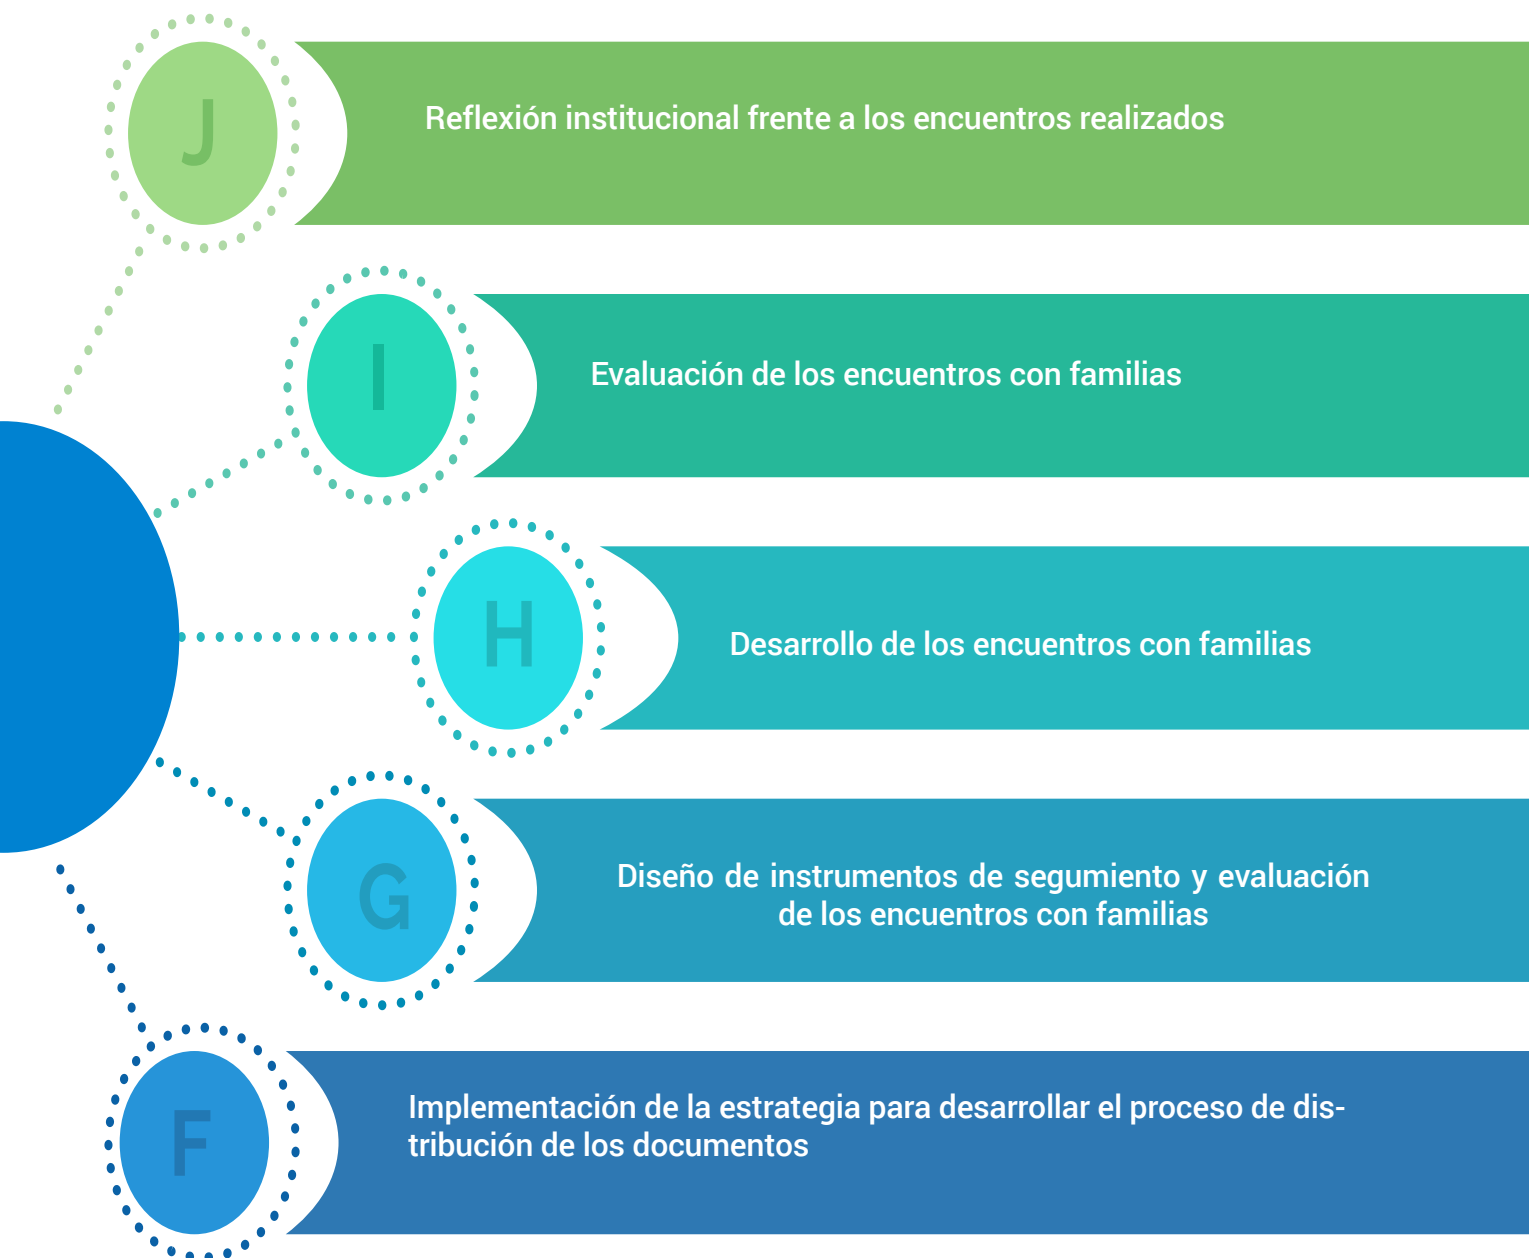 J
Reflexión institucional frente a los encuentros realizados
I
Evaluación de los encuentros con familias
H
Desarrollo de los encuentros con familias
G
Diseño de instrumentos de segumiento y evaluación
de los encuentros con familias
F
Implementación de la estrategia para desarrollar el proceso de dis-
tribución de los documentos